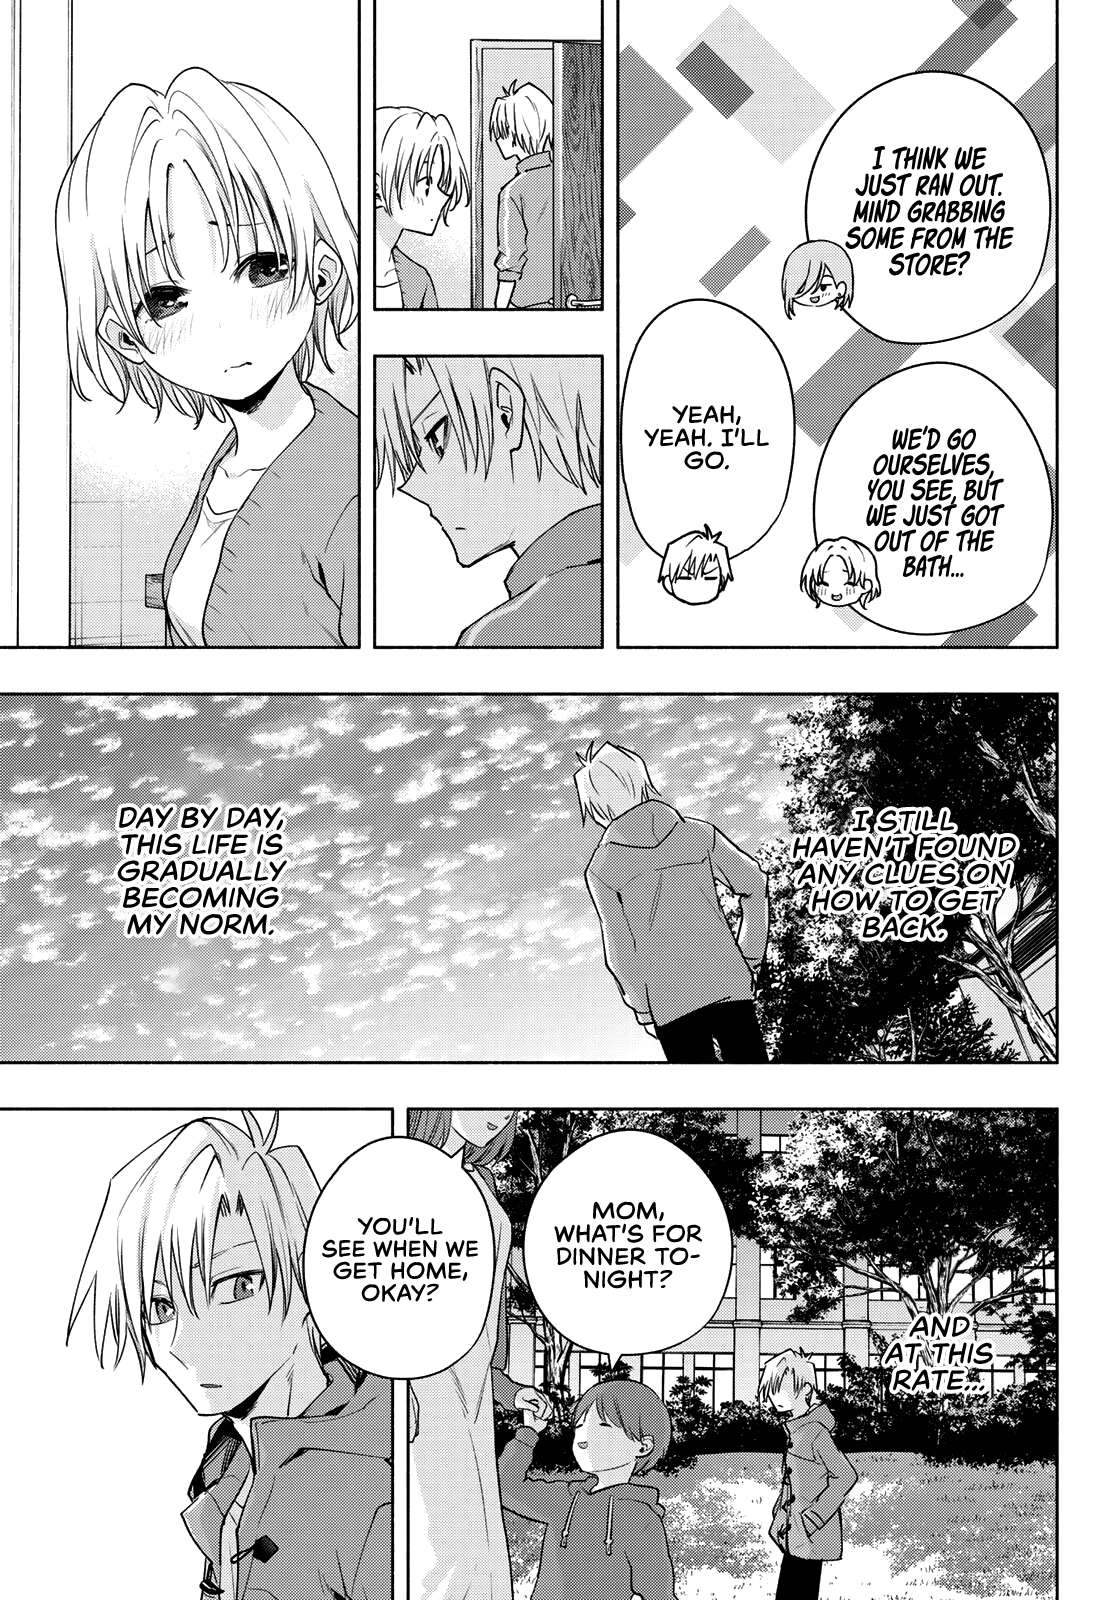 I THINK WE
JUST RAN OUT.
MIND GRABBING
SOME FROM THE
STORE?
WE'D GO
OURSELVES,
YOU SEE, BUT
WE JUST GOT
OUT OF THE
BATH...
YEAH,
YEAH. I'LL
GO.
I STILL
HAVEN'T FOUND
ANY CLUES ON
HOW TO GET
BACK.
DAY BY DAY,
THIS LIFE IS
GRADUALLY
BECOMING
MY NORM.
AND
AT THIS
RATE...
MOM,
WHAT'S FOR
DINNER TO-
NIGHT?
YOU'LL
SEE WHEN WE
GET HOME,
OKAY?